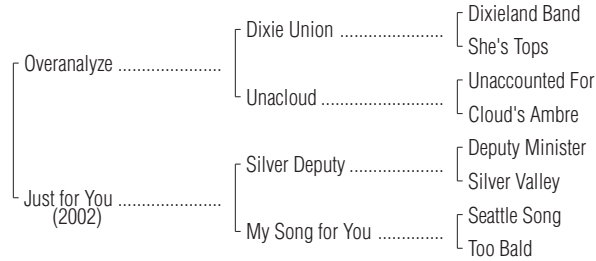 Dixieland Band
Dixie Union ......................
She's Tops
Overanalyze ......................
Unaccounted For
Unacloud ..........................
Cloud's Ambre
Deputy Minister
Silver Deputy ....................
Silver Valley
Just for You ......................
(2002)
Seattle Song
My Song for You ..............
Too Bald